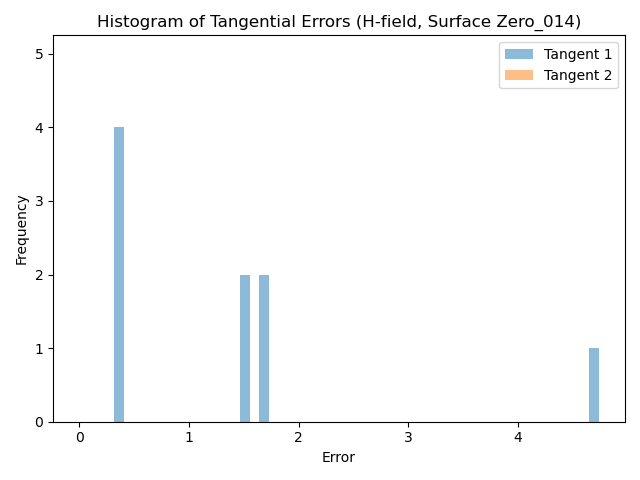 Histogram of Tangential Errors (H-field, Surface Zero_014)
Tangent 1
Tangent 2
5
4
3
2
1
0
Frequency
0 1 2 3 4
Error